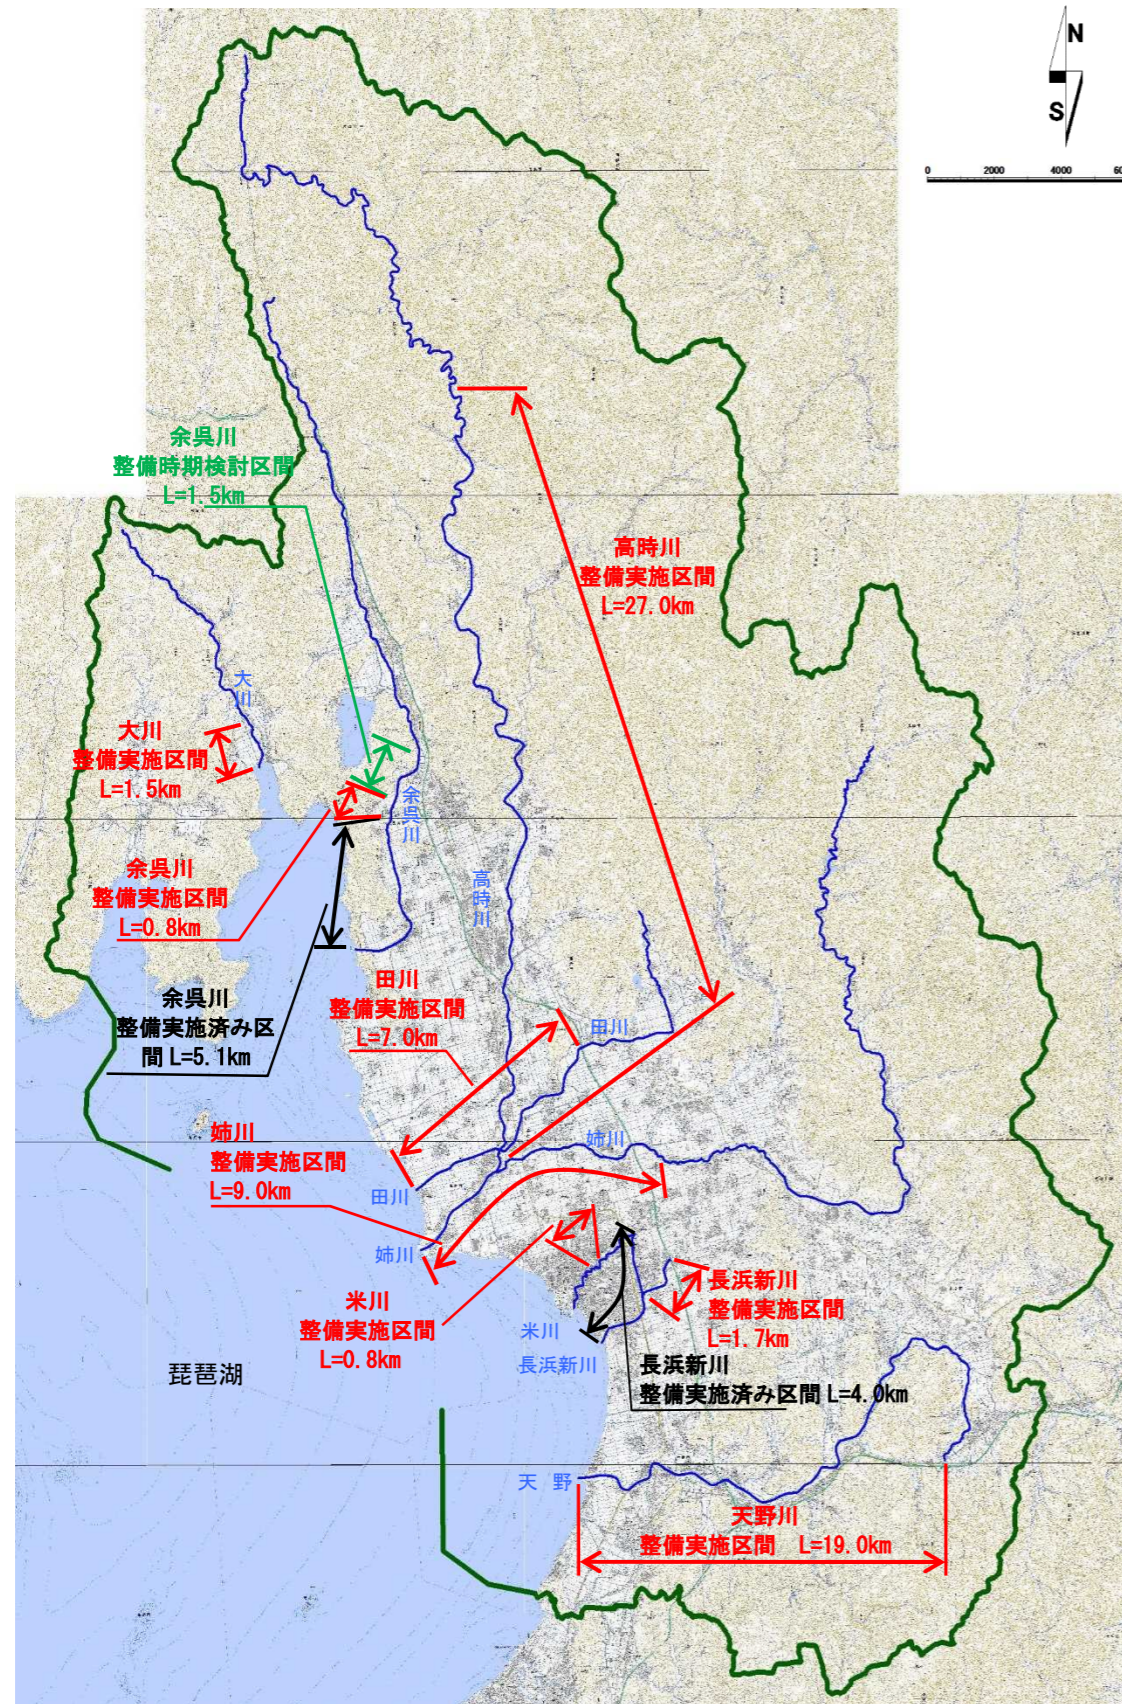 N
S
0 2000 4000 60
余呉川
整備時期検討区間
L=1.5km
高時川
整備実施区間
L=27.0km
大川
大川
整備実施区間
L=1.5km
余呉川
余呉川
整備実施区間
L=0.8km
高時川
余呉川
整備実施済み区
間 L=5.1km
田川
整備実施区間
L=7.0km
田川
姉川
整備実施区間
L=9.0km
姉川
田川
姉川
米川
整備実施区間
L=0.8km
長浜新川
整備実施区間
L=1.7km
米川
長浜新川
長浜新川
整備実施済み区間 L=4.0km
琵琶湖
天 野
天野川
整備実施区間 L=19.0km